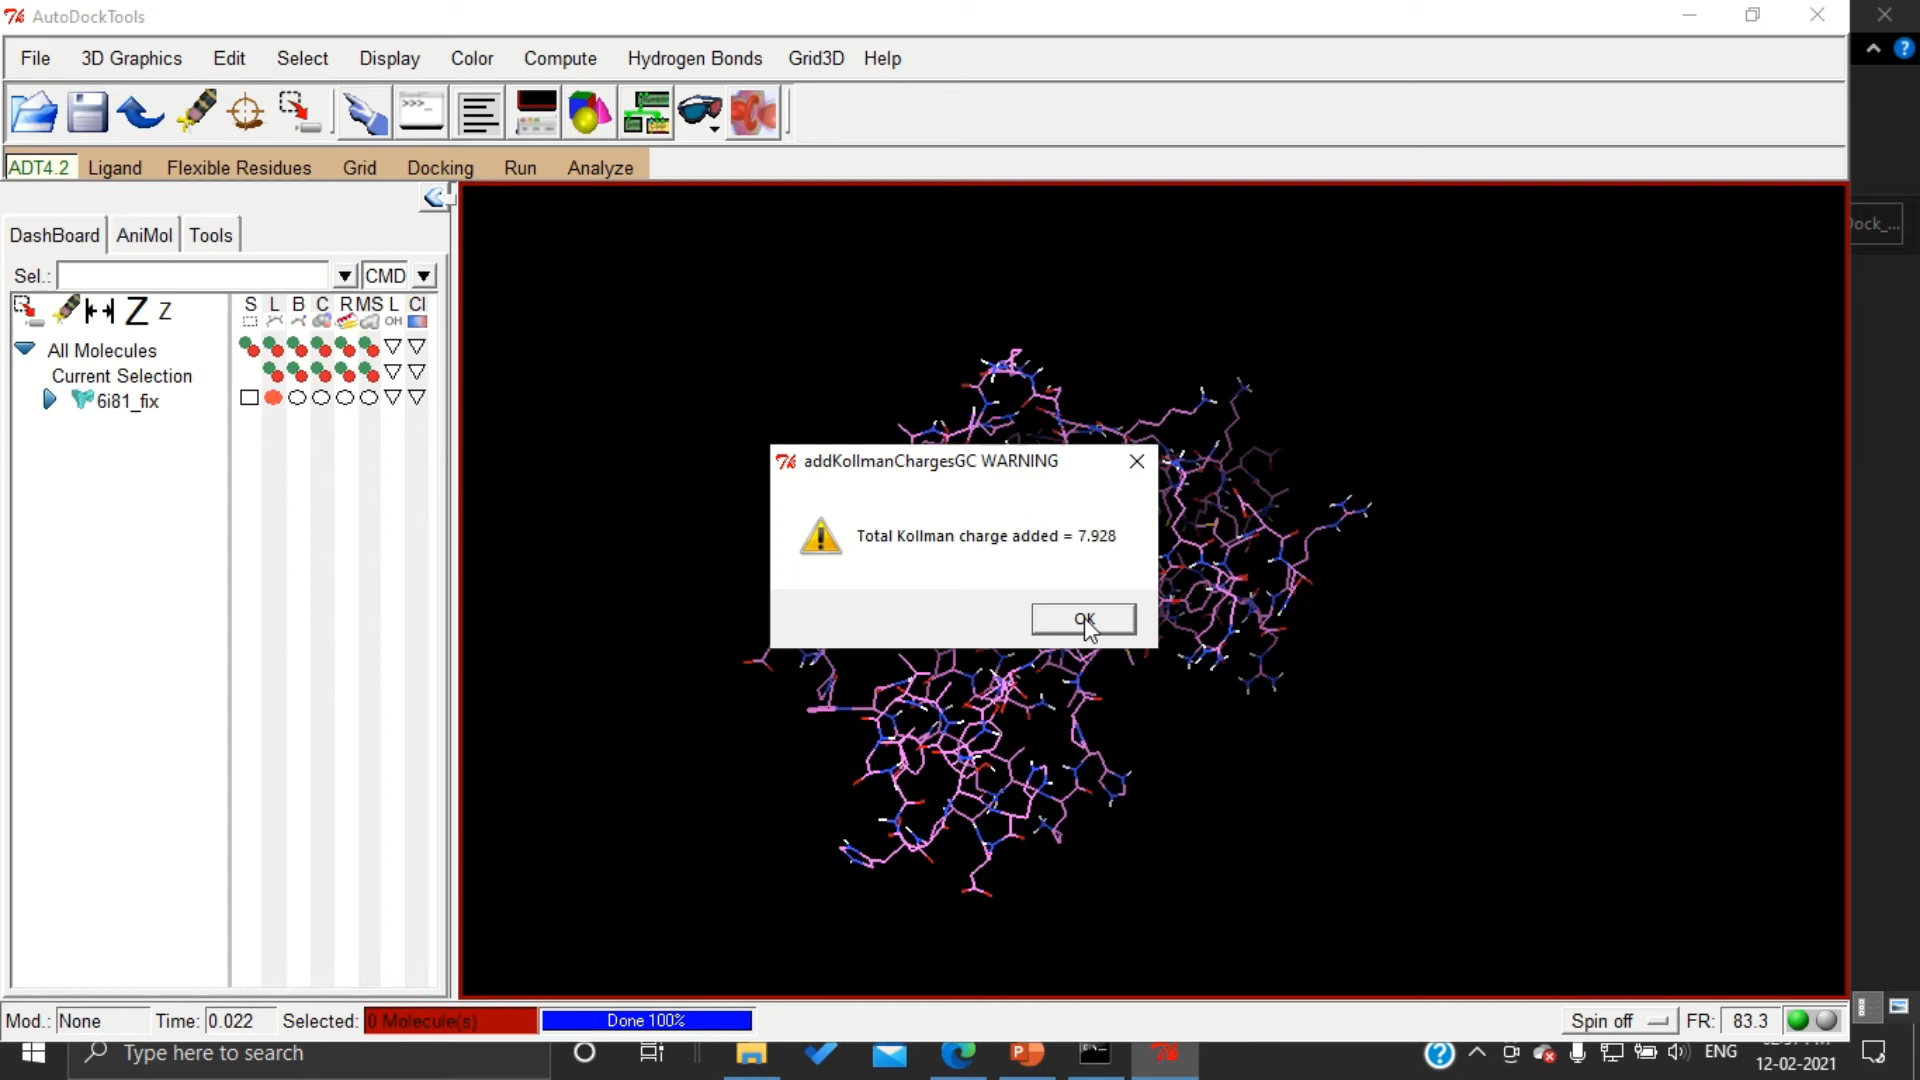 AutoDockTools
File 3D Graphics Edit Select Display Color Compute Hydrogen Bonds Grid3D Help
>>>_
ADT4.2 Ligand Flexible Residues Grid Docking Run Analyze
Dock_...
DashBoard AniMol Tools
Sel.: CMD
Z Z S L B C R MS L Cl
OH
All Molecules
Current Selection
6i81_fix
addKollmanChargesGC WARNING
Total Kollman charge added = 7.928
OK
Mod.: None Time: 0.022 Selected: 0 Molecule(s) Done 100% Spin off FR: 83.3
Type here to search
ENG
12-02-2021